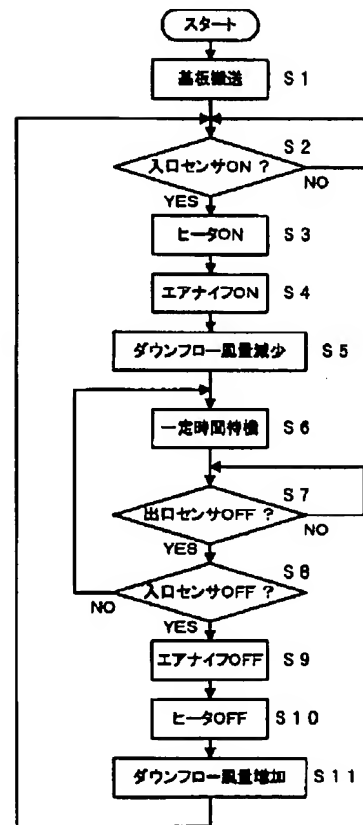 スタート
基板搬送 S1
S2
入口センサON ?
NO
YES
ヒータON S3
エアナイフON S4
ダウンフロー風量減少 S5
一定時間待機 S6
S7
出口センサOFF ?
NO
YES
S8
入口センサOFF ?
NO
YES
エアナイフOFF S9
ヒータOFF S10
ダウンフロー風量増加 S11